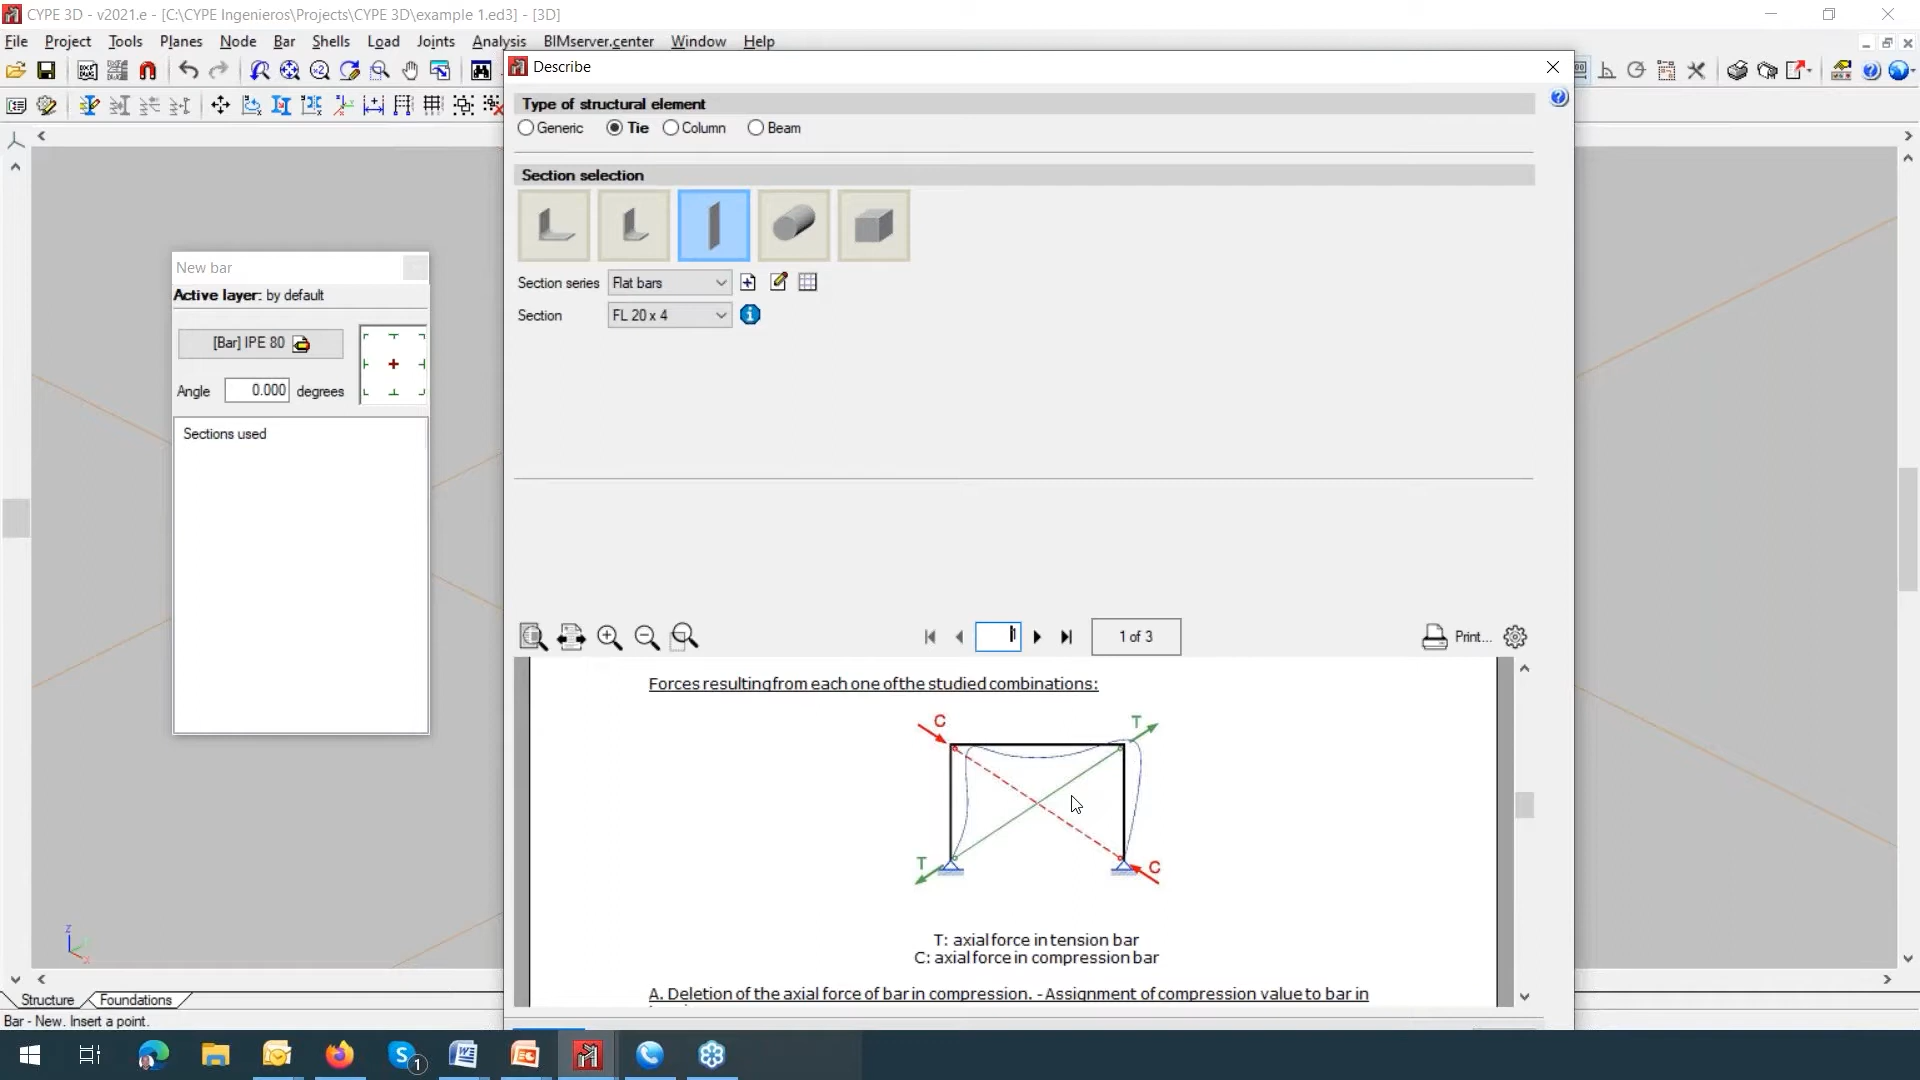 CYPE 3D - v2021.e - [C:\CYPE Ingenieros\Projects\CYPE 3D\example 1.ed3] - [3D]
File Project Tools Planes Node Bar Shells Load Joints Analysis BIMserver.center Window Help
Describe
Type of structural element
Generic Tie Column Beam
Section selection
Section series Flat bars
Section FL 20 x 4
New bar
Active layer: by default
[Bar] IPE 80
Angle 0.000 degrees
Sections used
1 1 of 3 Print...
Forces resulting from each one of the studied combinations:
C T
T C
T: axial force in tension bar
C: axial force in compression bar
A. Deletion of the axial force of bar in compression. - Assignment of compression value to bar in
Z
X
Structure Foundations
Bar - New. Insert a point.
1